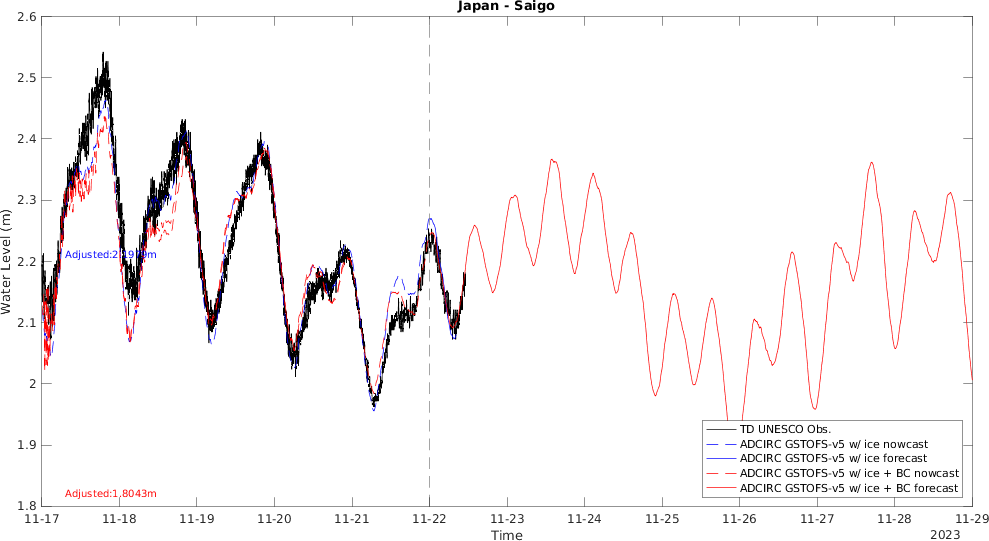 Japan - Saigo
2.6
2.5
2.4
2.3
2.2
2.1
2
1.9
1.8
Water Level (m)
Adjusted:
Adjusted:1.8043m
TD UNESCO Obs.
ADCIRC GSTOFS-v5 w/ ice nowcast
ADCIRC GSTOFS-v5 w/ ice forecast
ADCIRC GSTOFS-v5 w/ ice + BC nowcast
ADCIRC GSTOFS-v5 w/ ice + BC forecast
11-17 11-18 11-19 11-20 11-21 11-22 11-23 11-24 11-25 11-26 11-27 11-28 11-29
Time
2023